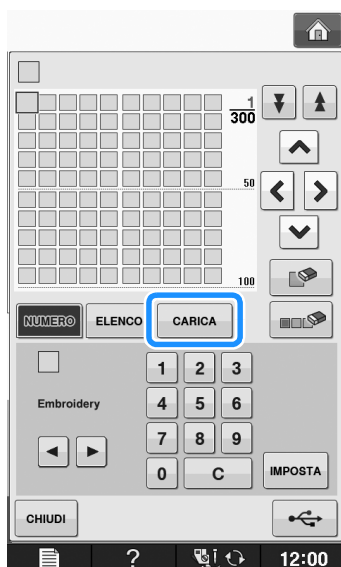 1
300
50
100
NUMERO ELENCO CARICA
1 2 3
Embroidery 4 5 6
7 8 9
0 C IMPOSTA
CHIUDI
? 12:00